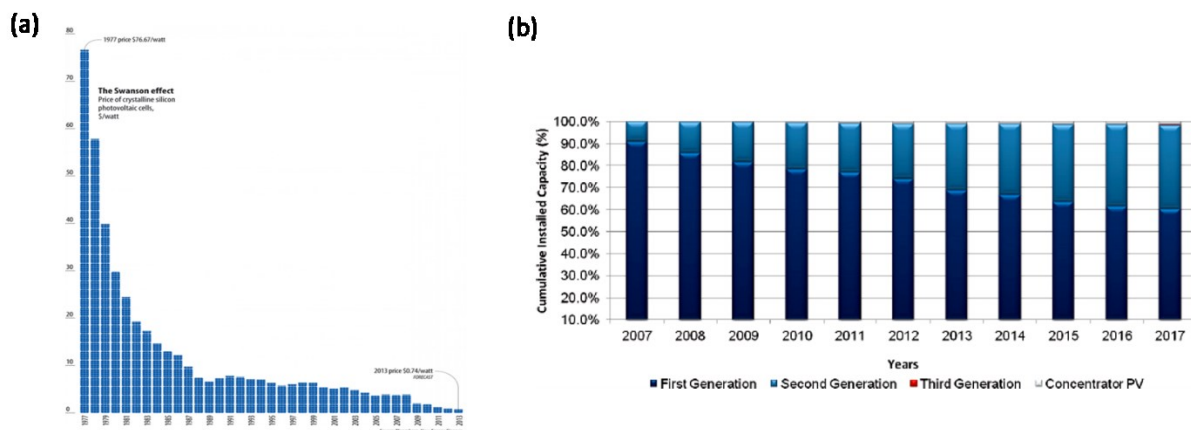 (a)
80
1977 price $76.67/watt
70
The Swanson effect
Price of crystalline silicon
photovoltaic cells,
$/watt
60
50
40
30
20
10
2013 price $0.74/watt
FORECAST
0
1977
1979
1981
1983
1985
1987
1989
1991
1993
1995
1997
1999
2001
2003
2005
2007
2009
2011
2013
(b)
Cumulative Installed Capacity (%)
100.0%
90.0%
80.0%
70.0%
60.0%
50.0%
40.0%
30.0%
20.0%
10.0%
2007 2008 2009 2010 2011 2012 2013 2014 2015 2016 2017
Years
First Generation Second Generation Third Generation Concentrator PV